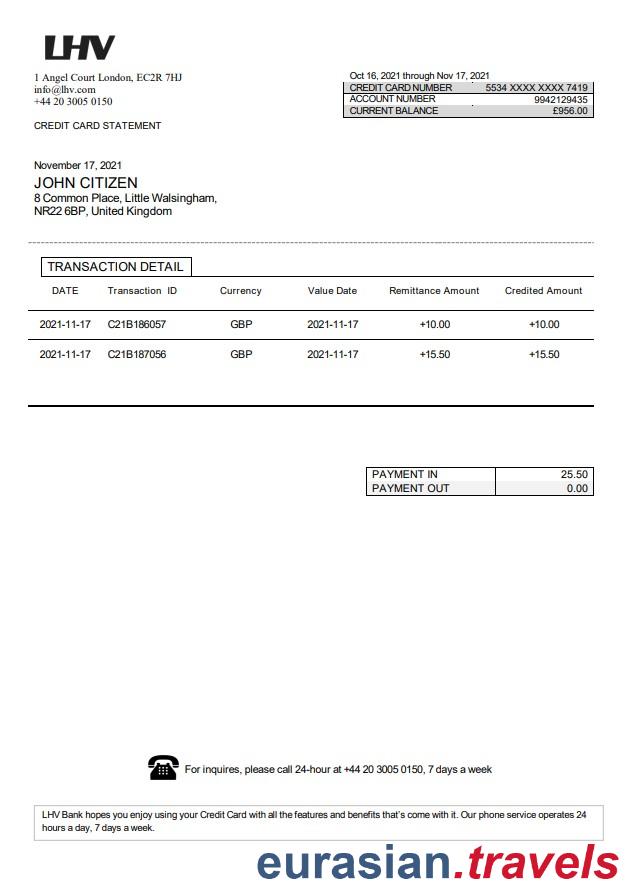 LHV
1 Angel Court London, EC2R 7HJ
info@lhv.com
+44 20 3005 0150
CREDIT CARD STATEMENT
Oct 16, 2021 through Nov 17, 2021
CREDIT CARD NUMBER 5534 XXXX XXXX 7419
ACCOUNT NUMBER 9942129435
CURRENT BALANCE £956.00
November 17, 2021
JOHN CITIZEN
8 Common Place, Little Walsingham,
NR22 6BP, United Kingdom
TRANSACTION DETAIL
DATE Transaction ID Currency Value Date Remittance Amount Credited Amount
2021-11-17 C21B186057 GBP 2021-11-17 +10.00 +10.00
2021-11-17 C21B187056 GBP 2021-11-17 +15.50 +15.50
PAYMENT IN 25.50
PAYMENT OUT 0.00
For inquires, please call 24-hour at +44 20 3005 0150, 7 days a week
LHV Bank hopes you enjoy using your Credit Card with all the features and benefits that's come with it. Our phone service operates 24
hours a day, 7 days a week.
eurasian.travels